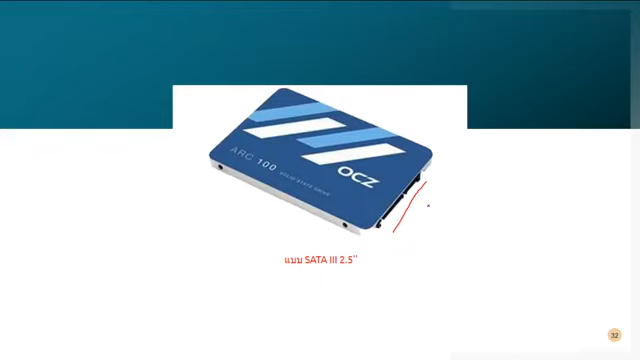 ARC 100
SOLID STATE DRIVE
OCZ
แบบ SATA III 2.5"
32